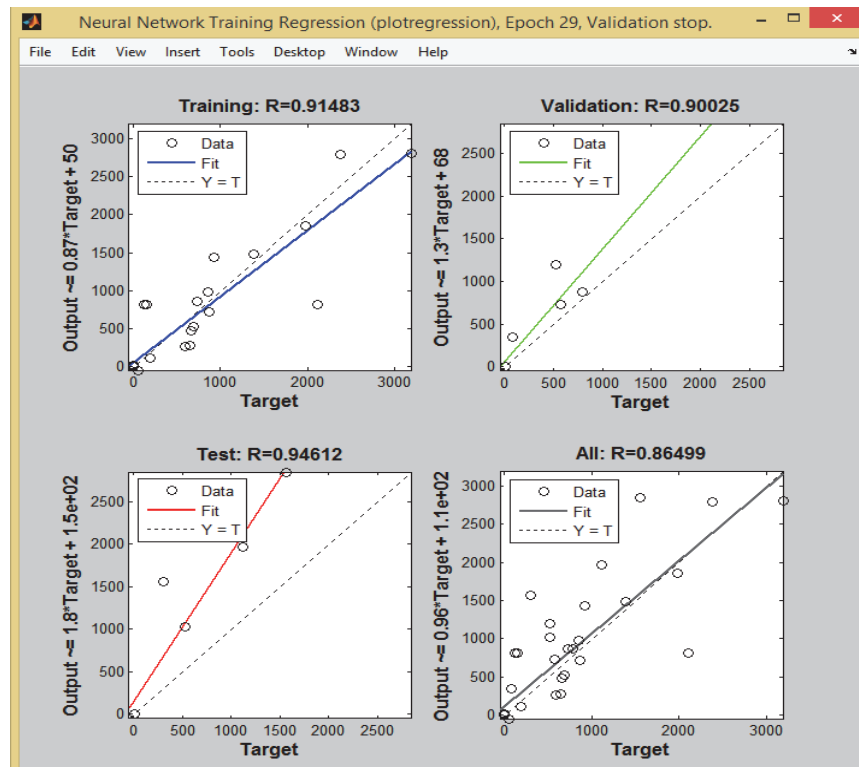 Neural Network Training Regression (plotregression), Epoch 29, Validation stop.
File Edit View Insert Tools Desktop Window Help
Training: R=0.91483
Output ~= 0.87*Target + 50
3000
2500
2000
1500
1000
500
0
Data
Fit
Y = T
0 1000 2000 3000
Target
Validation: R=0.90025
Output ~= 1.3*Target + 68
2500
2000
1500
1000
500
0
Data
Fit
Y = T
0 500 1000 1500 2000 2500
Target
Test: R=0.94612
Output ~= 1.8*Target + 1.5e+02
2500
2000
1500
1000
500
0
Data
Fit
Y = T
0 500 1000 1500 2000 2500
Target
All: R=0.86499
Output ~= 0.96*Target + 1.1e+02
3000
2500
2000
1500
1000
500
0
Data
Fit
Y = T
0 1000 2000 3000
Target